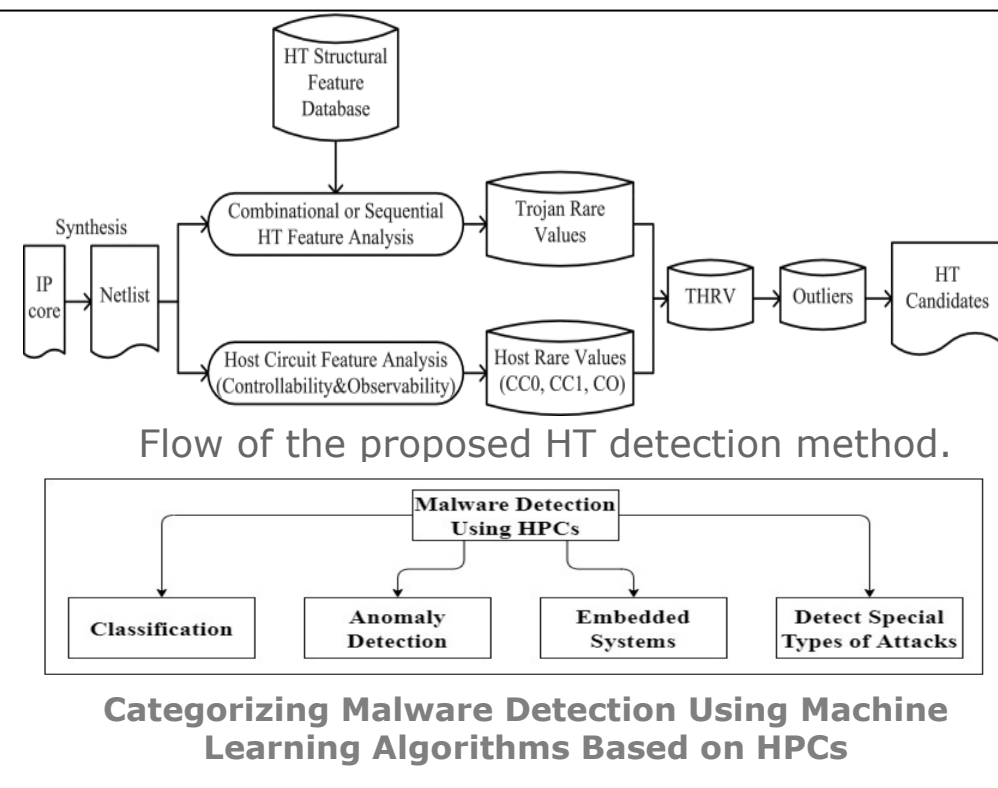 HT Structural
Feature
Database
Combinational or Sequential
HT Feature Analysis
Trojan Rare
Values
Synthesis
IP
core
Netlist
THRV
Outliers
HT
Candidates
Host Circuit Feature Analysis
(Controllability&Observability)
Host Rare Values
(CC0, CC1, CO)
Flow of the proposed HT detection method.
Malware Detection
Using HPCs
Classification
Anomaly
Detection
Embedded
Systems
Detect Special
Types of Attacks
Categorizing Malware Detection Using Machine
Learning Algorithms Based on HPCs